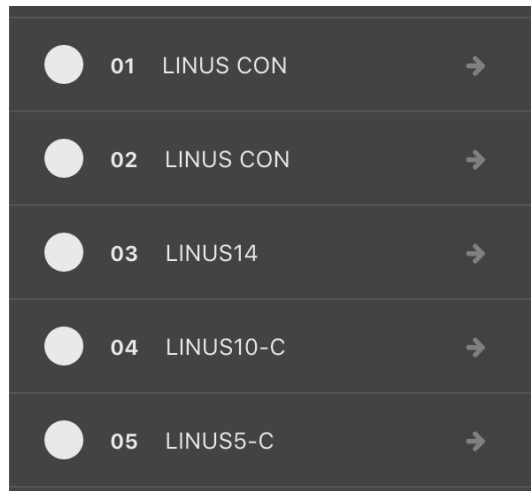 01 LINUS CON
02 LINUS CON
03 LINUS14
04 LINUS10-C
05 LINUS5-C